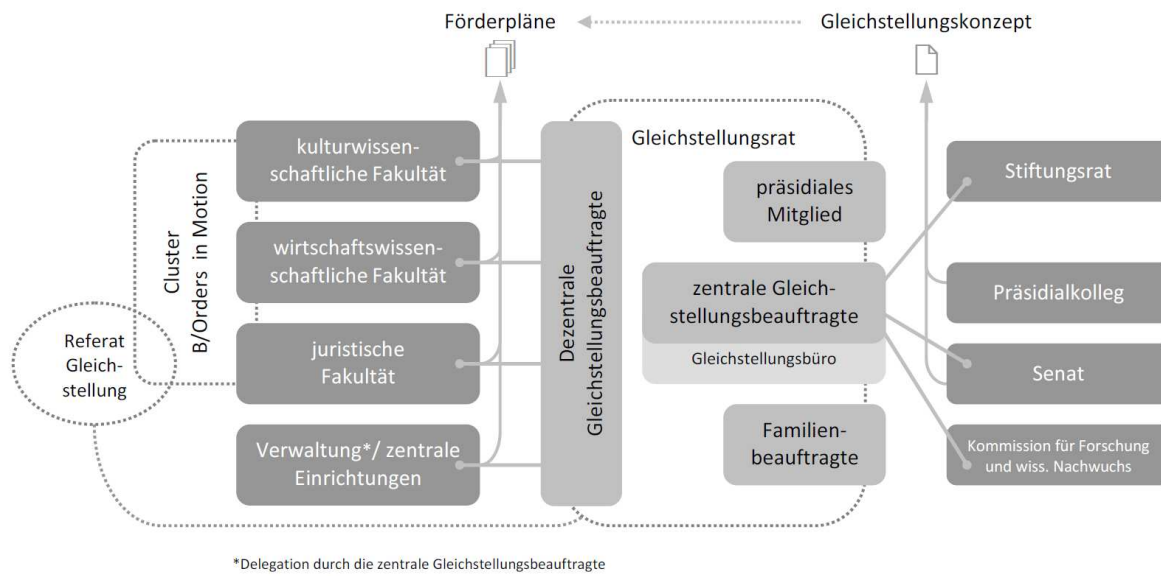 Förderpläne
Gleichstellungskonzept
Cluster
B/Orders in Motion
Referat
Gleich-
stellung
kulturwissen-
schaftliche Fakultät
wirtschaftswissen-
schaftliche Fakultät
juristische
Fakultät
Verwaltung*/ zentrale
Einrichtungen
Dezentrale
Gleichstellungsbeauftragte
Gleichstellungsrat
präsidiales
Mitglied
zentrale Gleich-
stellungsbeauftragte
Gleichstellungsbüro
Familien-
beauftragte
Stiftungsrat
Präsidialkolleg
Senat
Kommission für Forschung
und wiss. Nachwuchs
*Delegation durch die zentrale Gleichstellungsbeauftragte